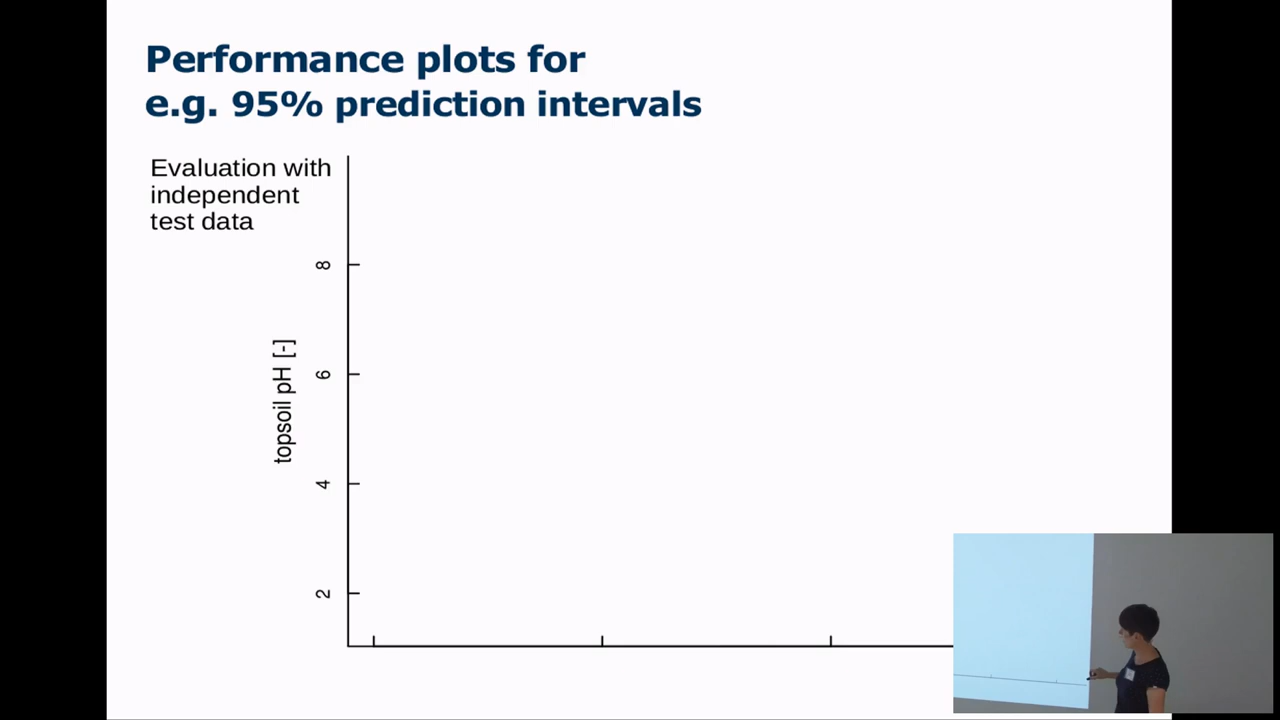 Performance plots for
e.g. 95% prediction intervals
Evaluation with
independent
test data
8
6
4
2
topsoil pH [-]